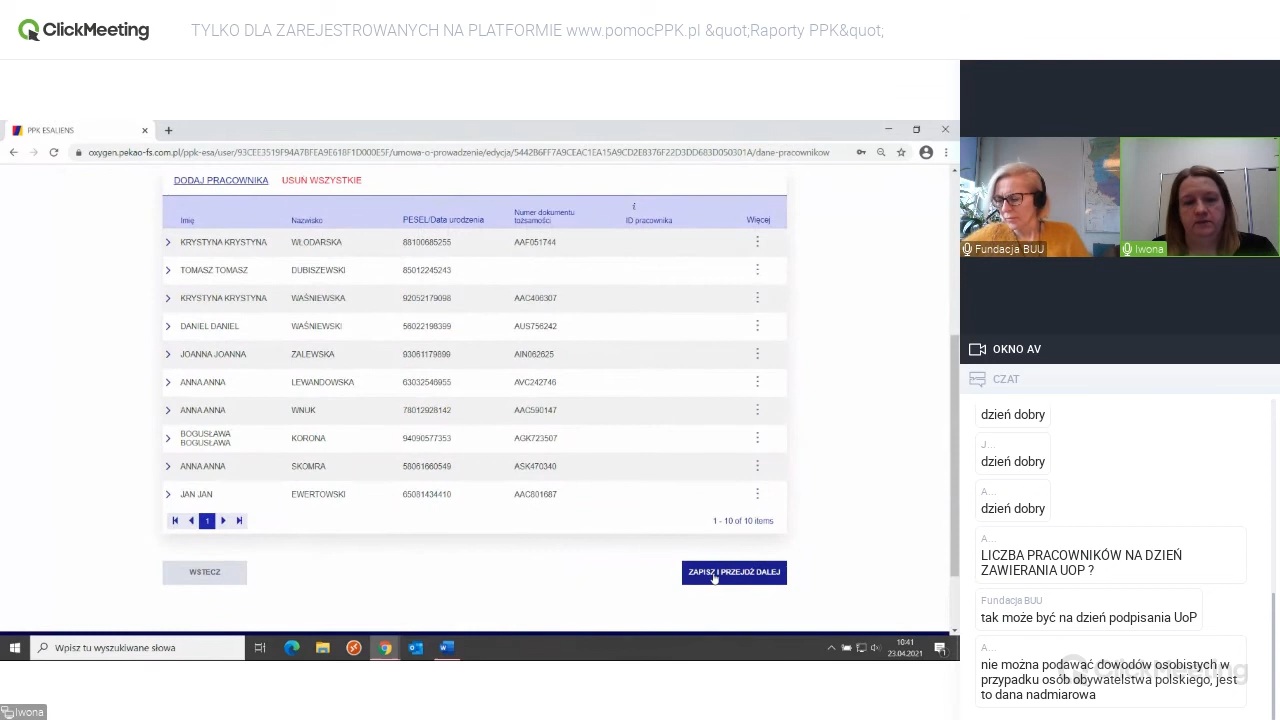 ClickMeeting
TYLKO DLA ZAREJESTROWANYCH NA PLATFORMIE www.pomocPPK.pl &quot;Raporty PPK&quot;
PPK ESALIENS
oxygen.pekao-fs.com.pl/ppk-esa/user/93CEE3519F94A7BFEA9E618F1D000E5F/umowa-o-prowadzenie/edycja/5442B6FF7A9CEAC1EA15A9CD2E8376F22D3DD683D050301A/dane-pracownikow
DODAJ PRACOWNIKA USUŃ WSZYSTKIE
Imię Nazwisko PESEL/Data urodzenia Numer dokumentu tożsamości i ID pracownika Więcej
KRYSTYNA KRYSTYNA WŁODARSKA 88100685255 AAF051744
TOMASZ TOMASZ DUBISZEWSKI 85012245243
KRYSTYNA KRYSTYNA WAŚNIEWSKA 92052179098 AAC406307
DANIEL DANIEL WAŚNIEWSKI 56022198399 AUS756242
JOANNA JOANNA ZALEWSKA 93061179899 AIN062625
ANNA ANNA LEWANDOWSKA 63032546955 AVC242746
ANNA ANNA WNUK 78012928142 AAC590147
BOGUSŁAWA BOGUSŁAWA KORONA 94090577353 AGK723507
ANNA ANNA SKOMRA 58061660549 ASK470340
JAN JAN EWERTOWSKI 65081434410 AAC801687
1 1 - 10 of 10 items
WSTECZ ZAPISZ I PRZEJDŹ DALEJ
Wpisz tu wyszukiwane słowa
10:41
23.04.2021
Iwona
Fundacja BUU
Iwona
OKNO AV
CZAT
dzień dobry
J...
dzień dobry
A...
dzień dobry
A...
LICZBA PRACOWNIKÓW NA DZIEŃ
ZAWIERANIA UOP ?
Fundacja BUU
tak może być na dzień podpisania UoP
A...
nie można podawać dowodów osobistych w
przypadku osób obywatelstwa polskiego, jest
to dana nadmiarowa
ClickMeeting